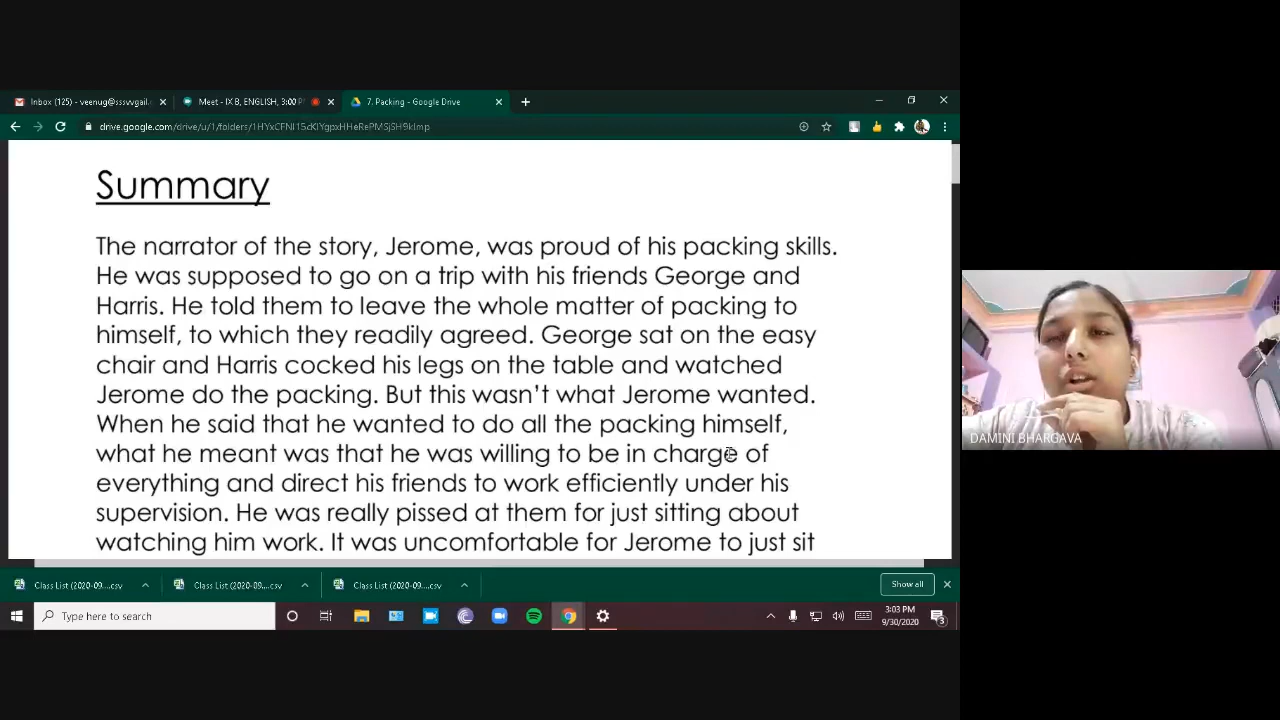 Inbox (125) - veenug@sssvvgail.
Meet - IX B, ENGLISH, 3:00 P
7. Packing - Google Drive
Summary
The narrator of the story, Jerome, was proud of his packing skills.
He was supposed to go on a trip with his friends George and
Harris. He told them to leave the whole matter of packing to
himself, to which they readily agreed. George sat on the easy
chair and Harris cocked his legs on the table and watched
Jerome do the packing. But this wasn't what Jerome wanted.
When he said that he wanted to do all the packing himself,
what he meant was that he was willing to be in charge of
everything and direct his friends to work efficiently under his
supervision. He was really pissed at them for just sitting about
watching him work. It was uncomfortable for Jerome to just sit
DAMINI BHARGAVA
Class List (2020-09....csv
Class List (2020-09....csv
Class List (2020-09....csv
Show all
Type here to search
3:03 PM
9/30/2020
3